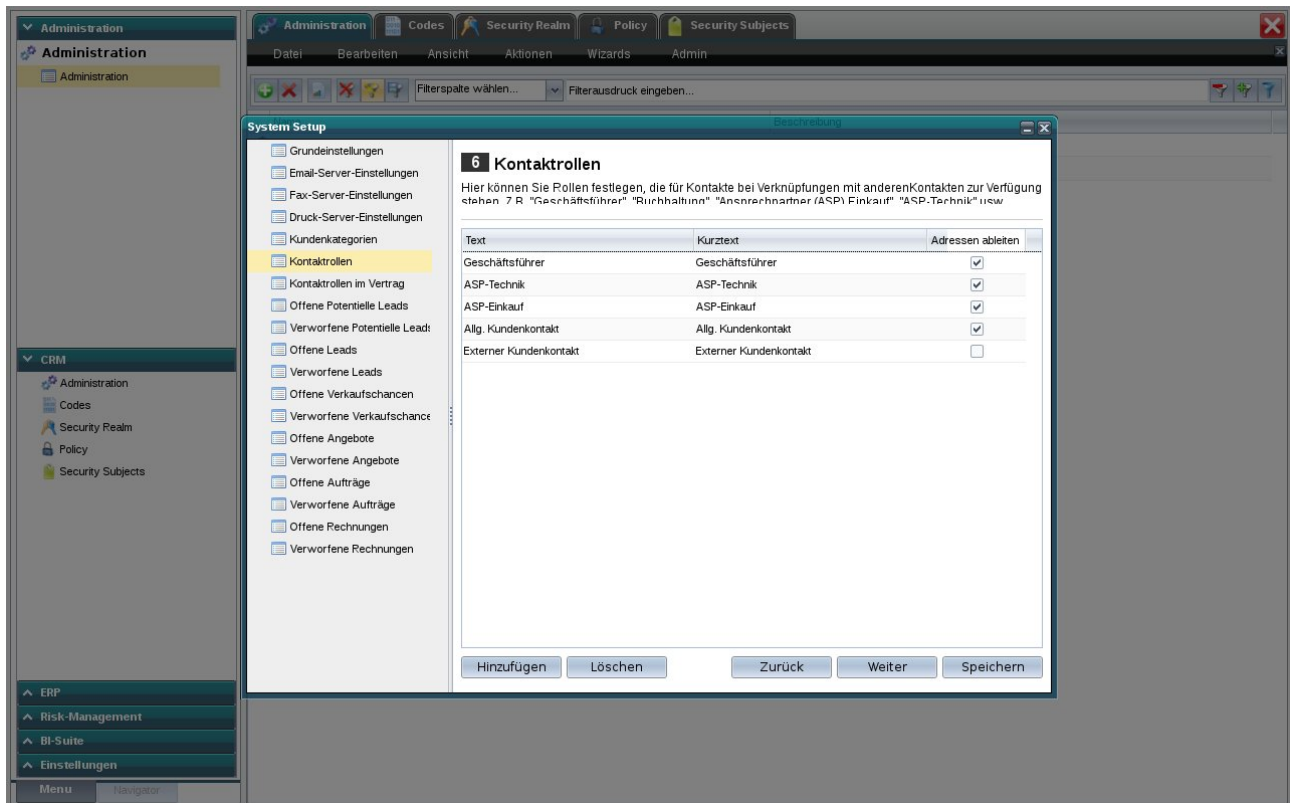 Administration
Administration
Administration
CRM
Administration
Codes
Security Realm
Policy
Security Subjects
ERP
Risk-Management
BI-Suite
Einstellungen
Menu Navigator
Administration Codes Security Realm Policy Security Subjects
Datei Bearbeiten Ansicht Aktionen Wizards Admin
Filterspalte wählen... Filterausdruck eingeben...
Beschreibung
System Setup
Grundeinstellungen
Email-Server-Einstellungen
Fax-Server-Einstellungen
Druck-Server-Einstellungen
Kundenkategorien
Kontaktrollen
Kontaktrollen im Vertrag
Offene Potentielle Leads
Verworfene Potentielle Leads
Offene Leads
Verworfene Leads
Offene Verkaufschancen
Verworfene Verkaufschance
Offene Angebote
Verworfene Angebote
Offene Aufträge
Verworfene Aufträge
Offene Rechnungen
Verworfene Rechnungen
6 Kontaktrollen
Hier können Sie Rollen festlegen, die für Kontakte bei Verknüpfungen mit anderenKontakten zur Verfügung
stehen. Z.B. "Geschäftsführer", "Buchhaltung", "Ansprechpartner (ASP) Einkauf", "ASP-Technik" usw.
Text Kurztext Adressen ableiten
Geschäftsführer Geschäftsführer
ASP-Technik ASP-Technik
ASP-Einkauf ASP-Einkauf
Allg. Kundenkontakt Allg. Kundenkontakt
Externer Kundenkontakt Externer Kundenkontakt
Hinzufügen Löschen Zurück Weiter Speichern